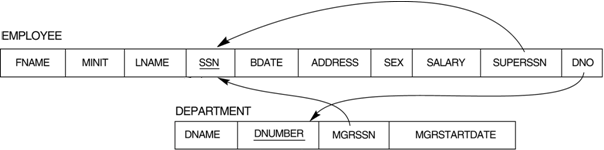 EMPLOYEE
FNAME MINIT LNAME SSN BDATE ADDRESS SEX SALARY SUPERSSN DNO
DEPARTMENT
DNAME DNUMBER MGRSSN MGRSTARTDATE